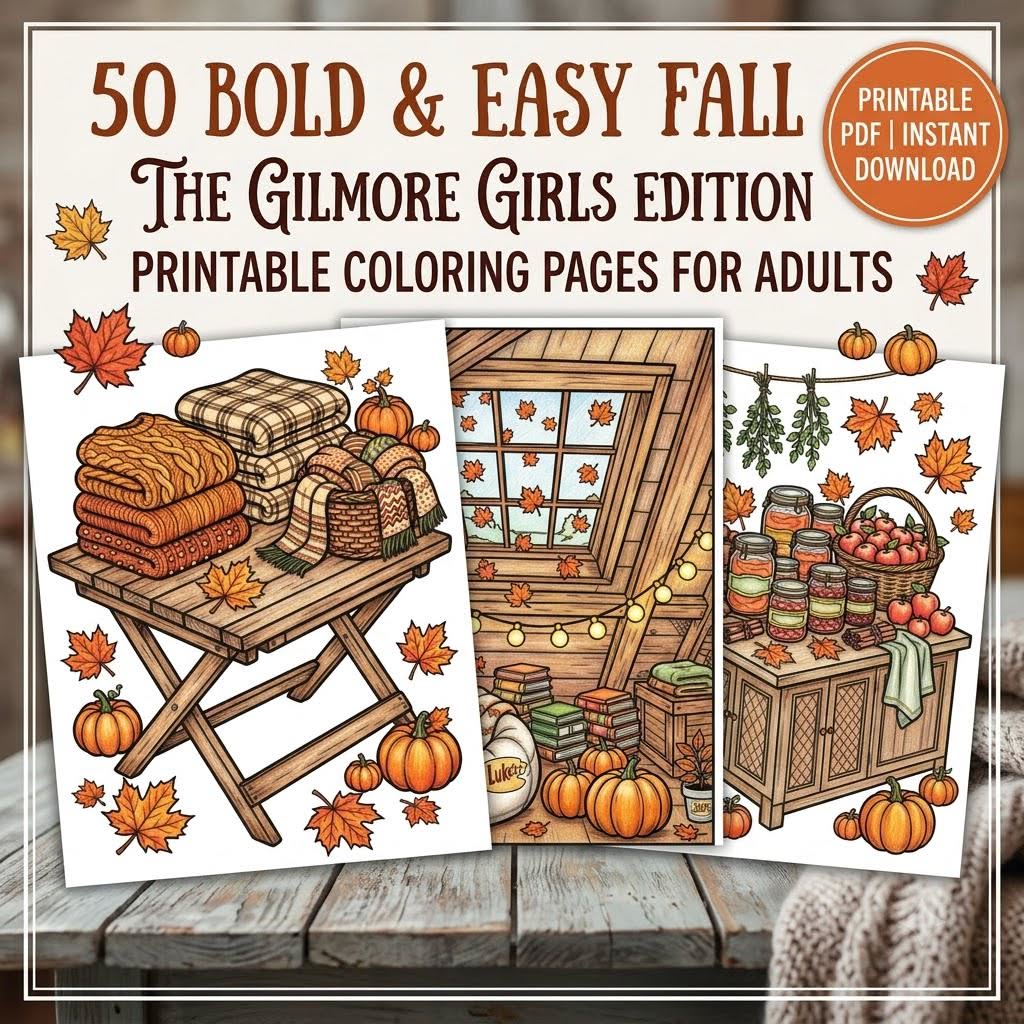 50 BOLD & EASY FALL
THE GILMORE GIRLS EDITION
PRINTABLE COLORING PAGES FOR ADULTS
PRINTABLE
PDF | INSTANT
DOWNLOAD
Luke's